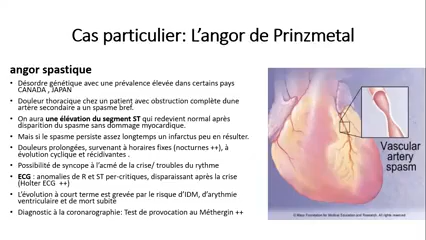 Cas particulier: L'angor de Prinzmetal
angor spastique
• Désordre génétique avec une prévalence élevée dans certains pays
CANADA , JAPAN
• Douleur thoracique chez un patient avec obstruction complète dune
artère secondaire a un spasme bref.
• On aura une élévation du segment ST qui redevient normal après
disparution du spasme sans dommage myocardique.
• Mais si le spasme persiste assez longtemps un infarctus peu en résulter.
• Douleurs prolongées, survenant à horaires fixes (nocturnes ++), à
évolution cyclique et récidivantes .
• Possibilité de syncope à l'acmé de la crise/ troubles du rythme
• ECG : anomalies de R et ST per-critiques, disparaissant après la crise
(Holter ECG ++)
• L'évolution à court terme est grevée par le risque d'IDM, d'arythmie
ventriculaire et de mort subite
• Diagnostic à la coronarographie: Test de provocation au Méthergin ++
Vascular
artery
spasm